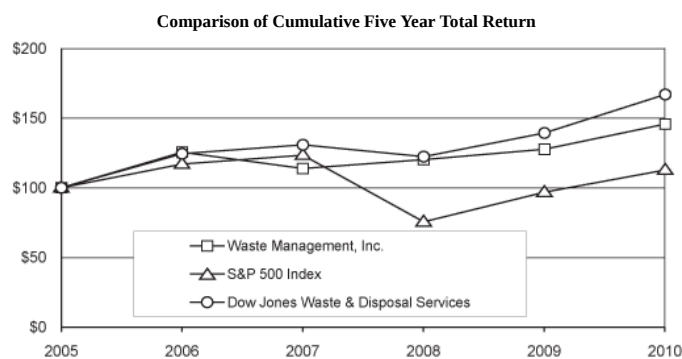 Comparison of Cumulative Five Year Total Return
$200
$150
$100
$50
$0
Waste Management, Inc.
S&P 500 Index
Dow Jones Waste & Disposal Services
2005 2006 2007 2008 2009 2010